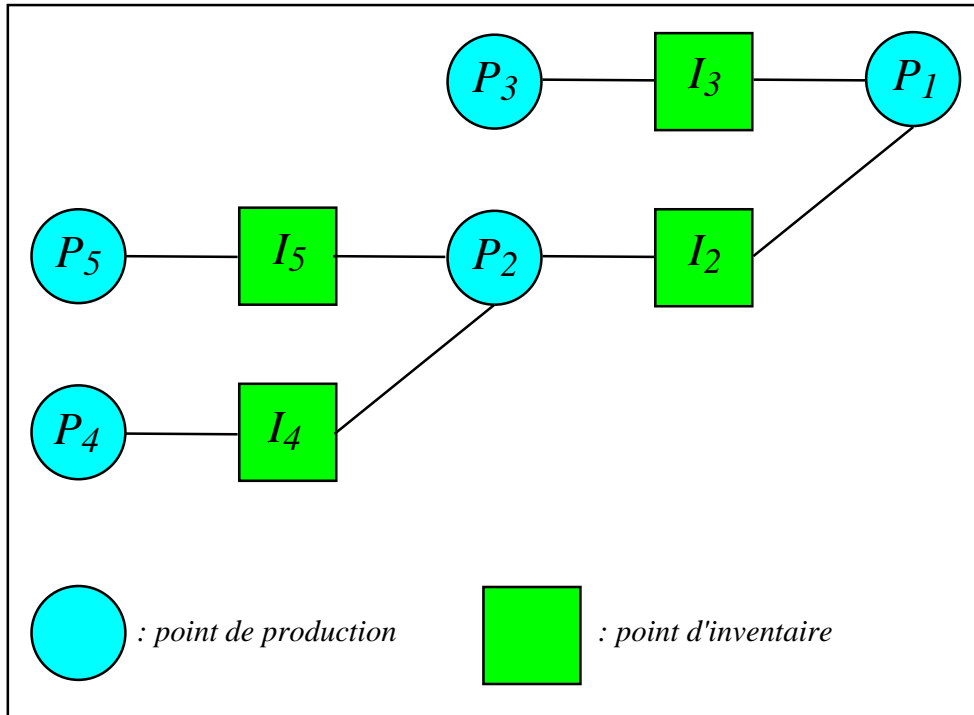 P3 I3 P1
P5 I5 P2 I2
P4 I4
: point de production : point d'inventaire